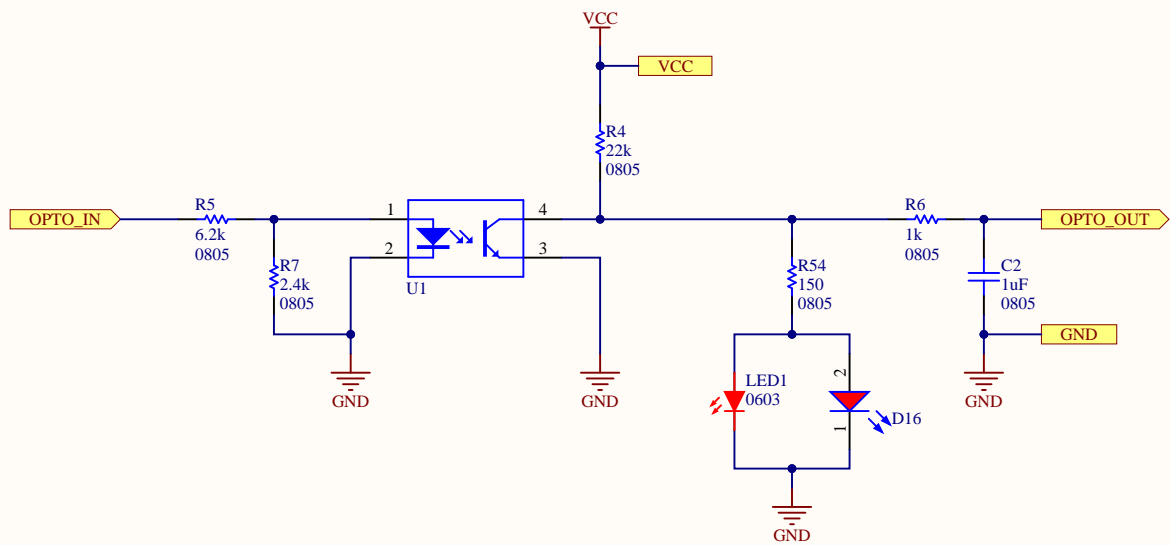 VCC
VCC
R4
22k
0805
OPTO_IN
R5
6.2k
0805
1
2
4
3
U1
R7
2.4k
0805
GND
GND
R6
1k
0805
OPTO_OUT
R54
150
0805
C2
1uF
0805
GND
GND
LED1
0603
2
1
D16
GND